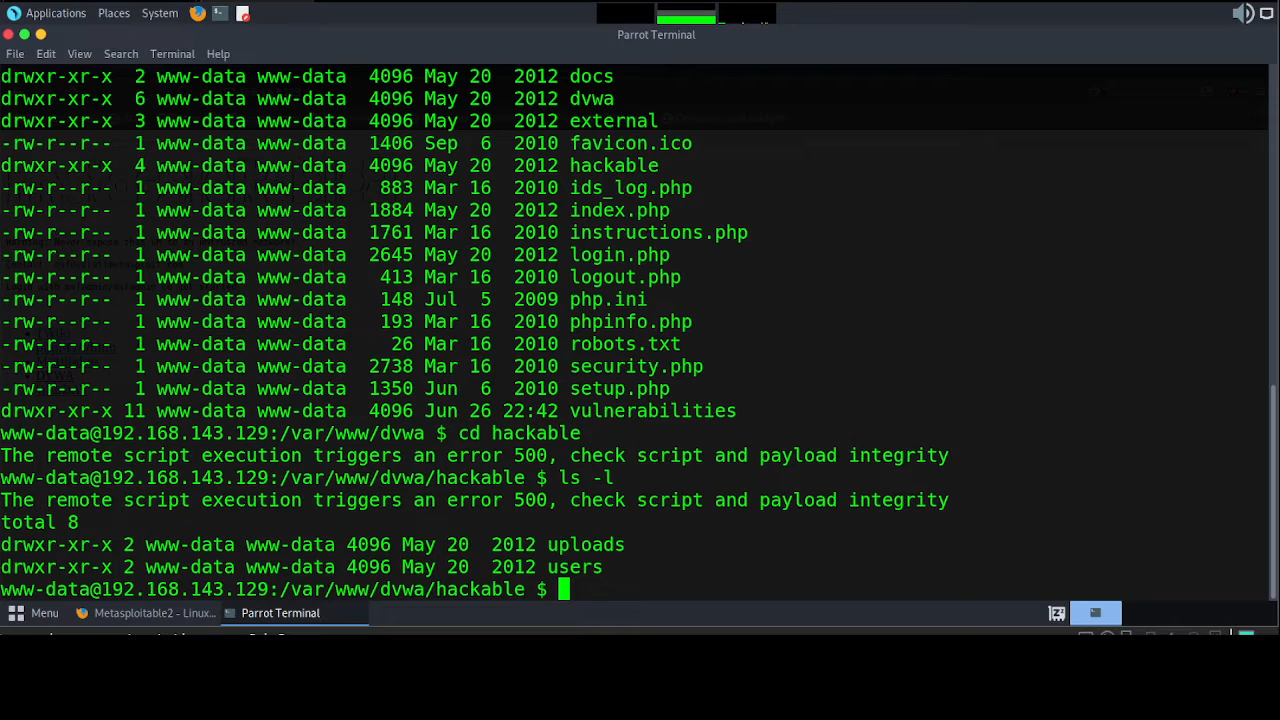 Applications Places System
Parrot Terminal
File Edit View Search Terminal Help
drwxr-xr-x 2 www-data www-data 4096 May 20 2012 docs
drwxr-xr-x 6 www-data www-data 4096 May 20 2012 dvwa
drwxr-xr-x 3 www-data www-data 4096 May 20 2012 external
-rw-r--r-- 1 www-data www-data 1406 Sep 6 2010 favicon.ico
drwxr-xr-x 4 www-data www-data 4096 May 20 2012 hackable
-rw-r--r-- 1 www-data www-data 883 Mar 16 2010 ids_log.php
-rw-r--r-- 1 www-data www-data 1884 May 20 2012 index.php
-rw-r--r-- 1 www-data www-data 1761 Mar 16 2010 instructions.php
-rw-r--r-- 1 www-data www-data 2645 May 20 2012 login.php
-rw-r--r-- 1 www-data www-data 413 Mar 16 2010 logout.php
-rw-r--r-- 1 www-data www-data 148 Jul 5 2009 php.ini
-rw-r--r-- 1 www-data www-data 193 Mar 16 2010 phpinfo.php
-rw-r--r-- 1 www-data www-data 26 Mar 16 2010 robots.txt
-rw-r--r-- 1 www-data www-data 2738 Mar 16 2010 security.php
-rw-r--r-- 1 www-data www-data 1350 Jun 6 2010 setup.php
drwxr-xr-x 11 www-data www-data 4096 Jun 26 22:42 vulnerabilities
www-data@192.168.143.129:/var/www/dvwa $ cd hackable
The remote script execution triggers an error 500, check script and payload integrity
www-data@192.168.143.129:/var/www/dvwa/hackable $ ls -l
The remote script execution triggers an error 500, check script and payload integrity
total 8
drwxr-xr-x 2 www-data www-data 4096 May 20 2012 uploads
drwxr-xr-x 2 www-data www-data 4096 May 20 2012 users
www-data@192.168.143.129:/var/www/dvwa/hackable $
Menu Metasploitable2 - Linux... Parrot Terminal